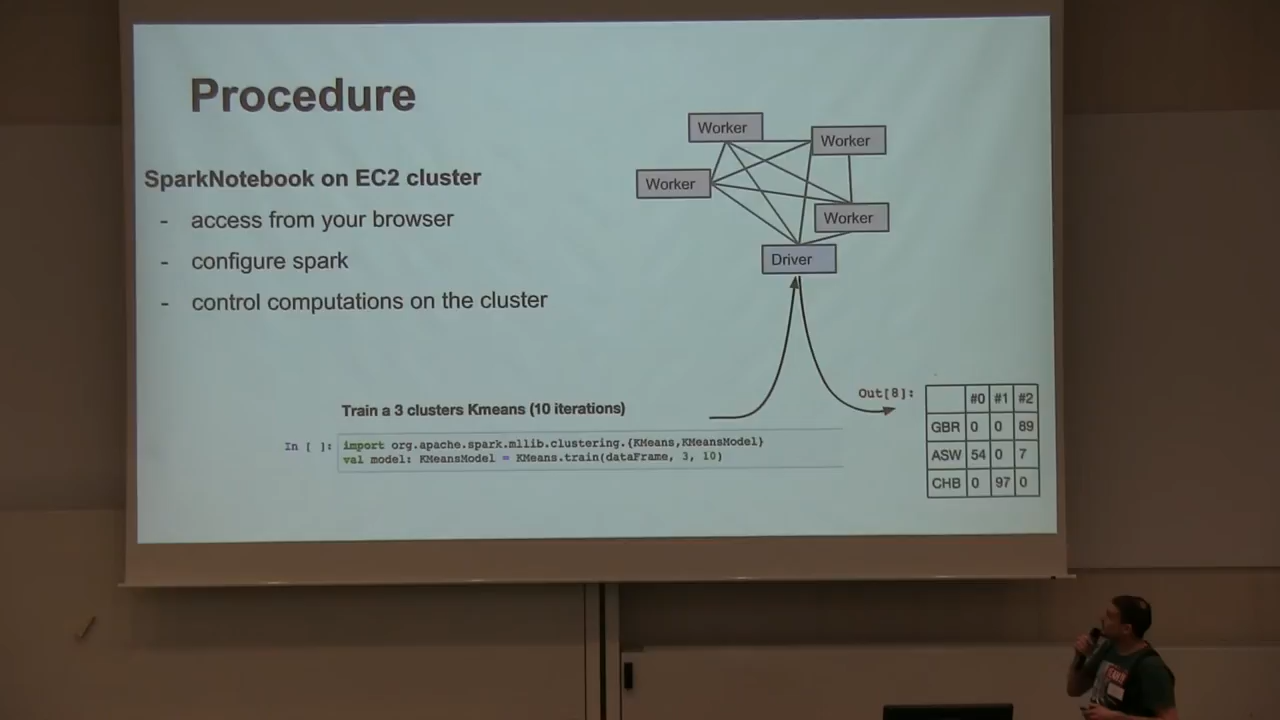 Procedure
SparkNotebook on EC2 cluster
- access from your browser
- configure spark
- control computations on the cluster
Worker
Worker
Worker
Worker
Driver
Train a 3 clusters Kmeans (10 iterations)
In [ ]:
import org.apache.spark.mllib.clustering.{KMeans,KMeansModel}
val model: KMeansModel = KMeans.train(dataFrame, 3, 10)
Out[8]:
#0 #1 #2
GBR 0 0 89
ASW 54 0 7
CHB 0 97 0